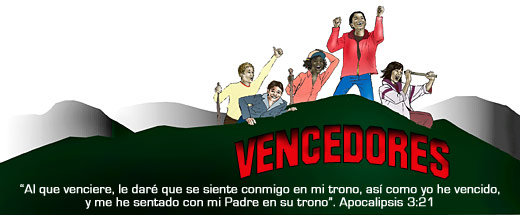 VENCEDORES
“Al que venciere, le daré que se siente conmigo en mi trono, así como yo he vencido,
y me he sentado con mi Padre en su trono”. Apocalipsis 3:21